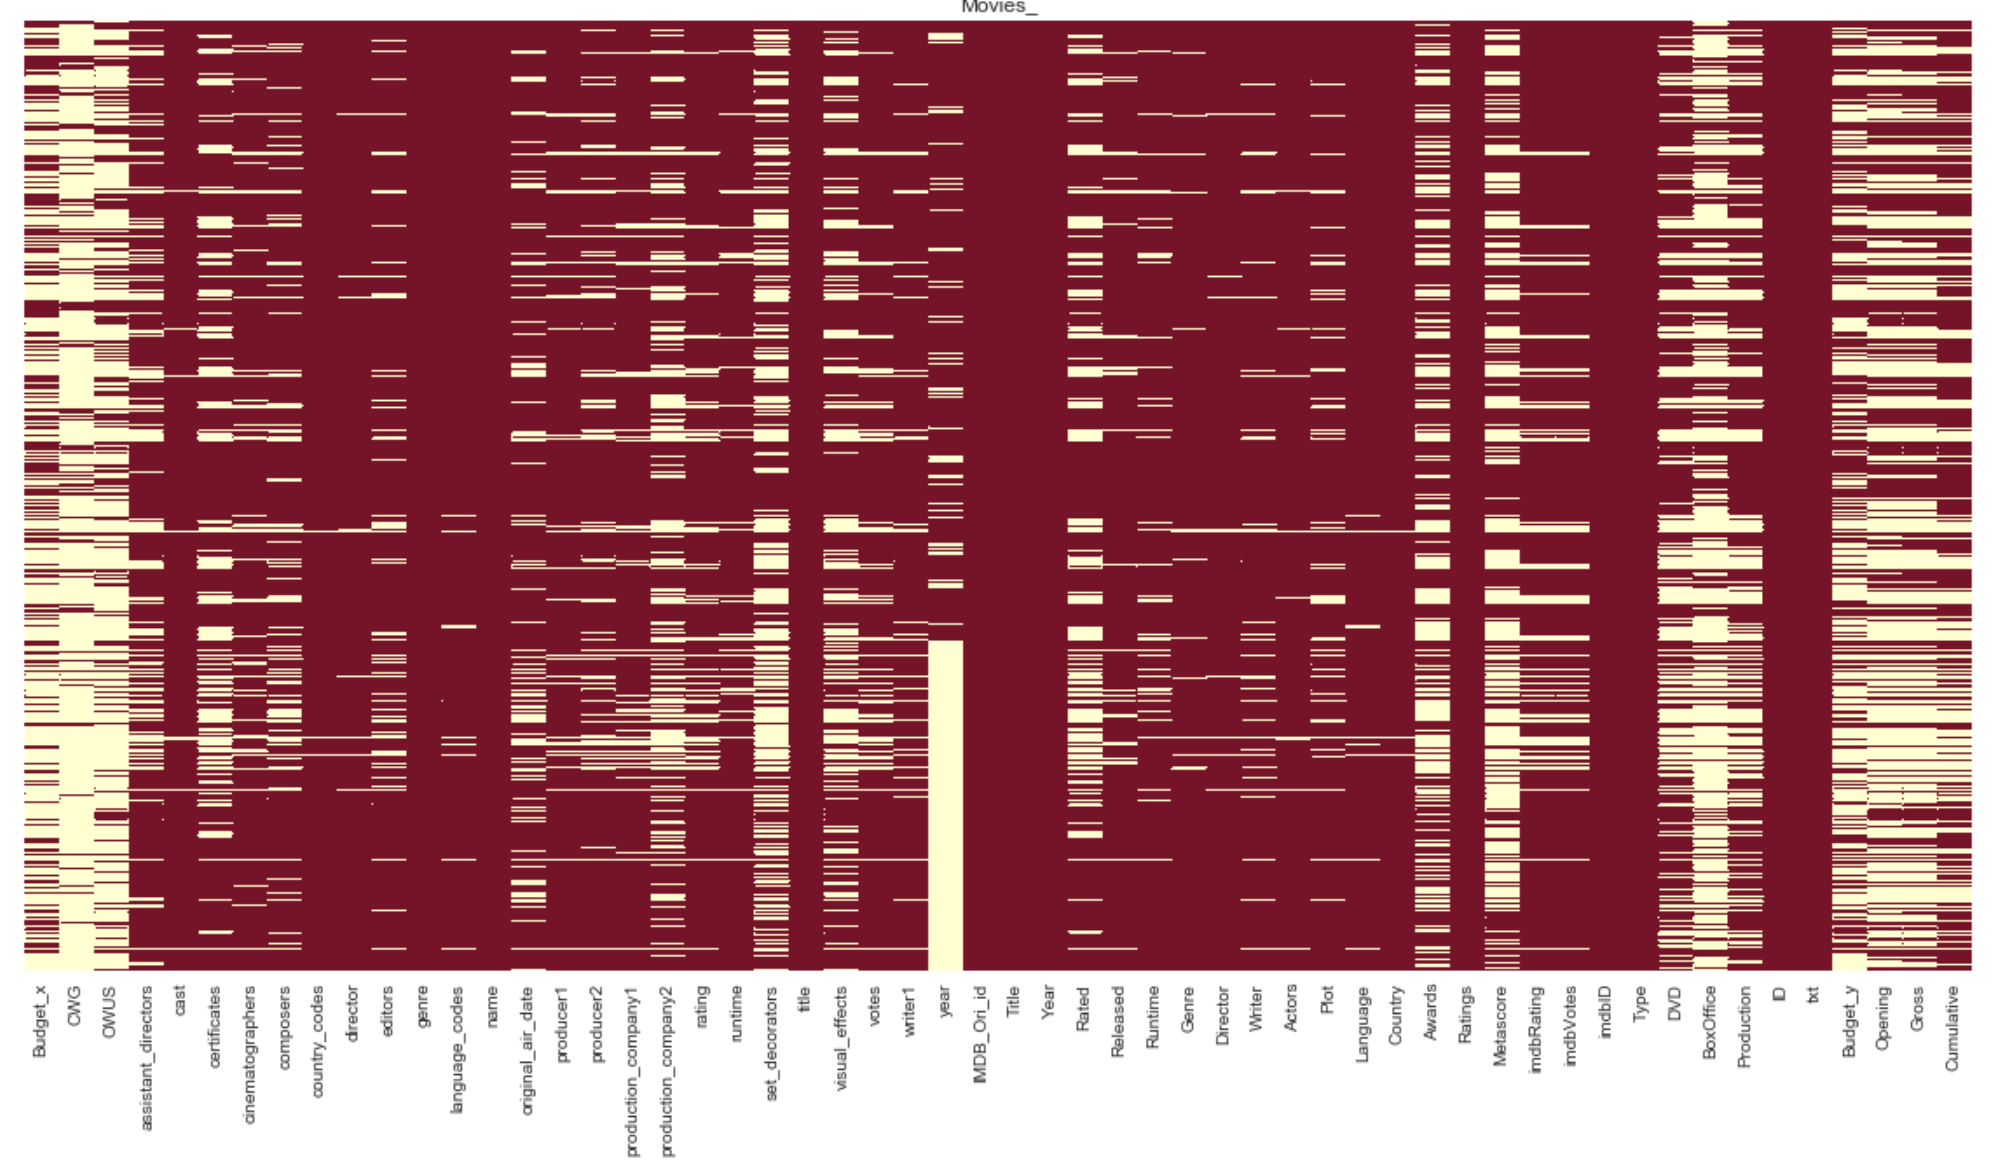 Movies_
Budget_x
CWG
OWUS
assistant_directors
cast
certificates
cinematographers
composers
country_codes
director
editors
genre
language_codes
name
original_air_date
producer1
producer2
production_company1
production_company2
rating
runtime
set_decorators
title
visual_effects
votes
writer1
year
IMDB_Ori_id
Title
Year
Rated
Released
Runtime
Genre
Director
Writer
Actors
Plot
Language
Country
Awards
Ratings
Metascore
imdbRating
imdbVotes
imdbID
Type
DVD
BoxOffice
Production
ID
txt
Budget_y
Opening
Gross
Cumulative